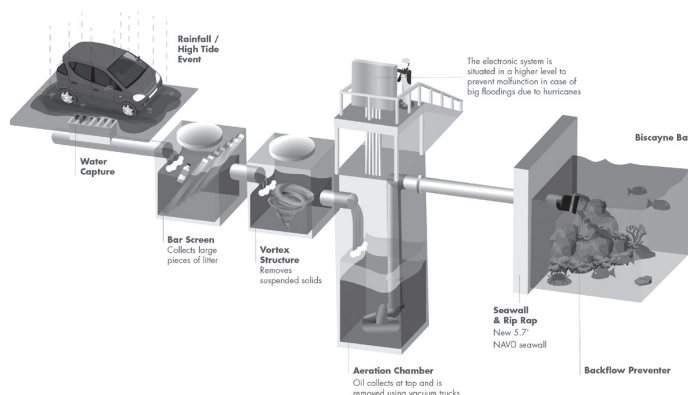 Rainfall /
High Tide
Event
The electronic system is
situated in a higher level to
prevent malfunction in case of
big floodings due to hurricanes
Biscayne Ba
Water
Capture
Bar Screen
Collects large
pieces of litter
Vortex
Structure
Removes
suspended solids
Seawall
& Rip Rap
New 5.7'
NAVD seawall
Backflow Preventer
Aeration Chamber
Oil collects at top and is
removed using vacuum trucks